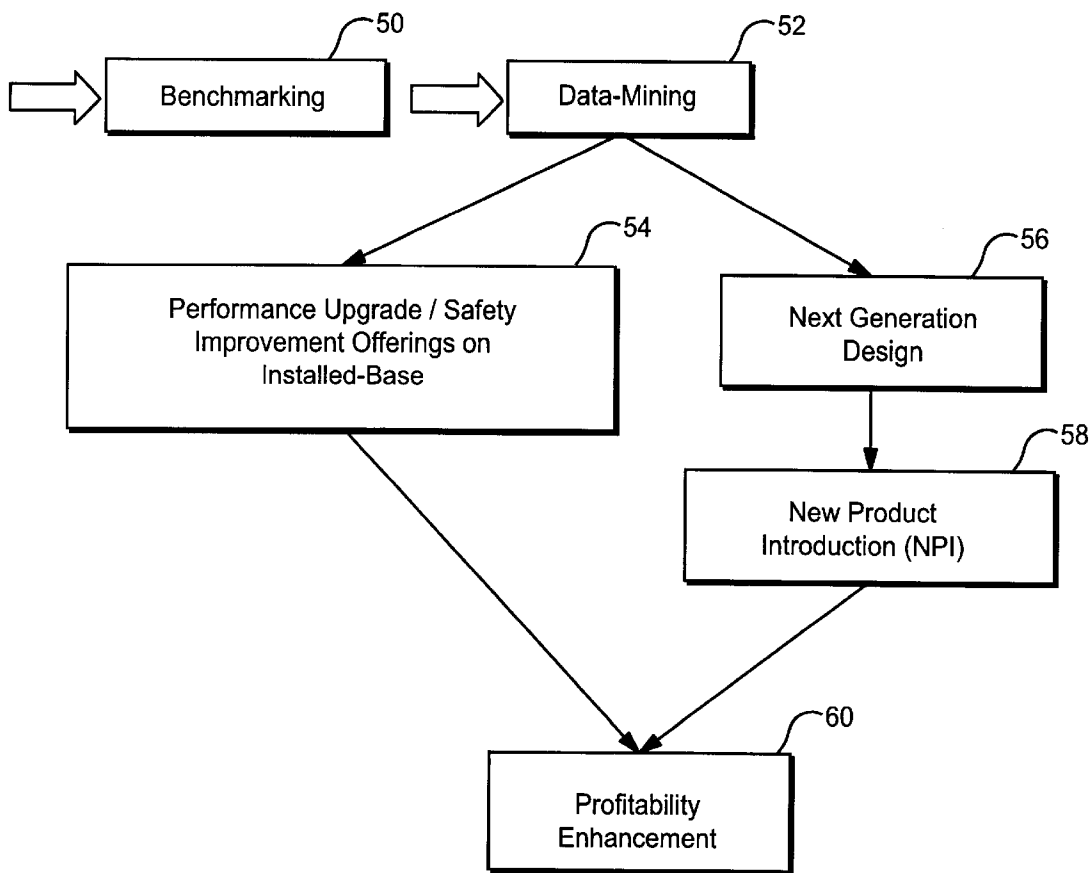 50
52
Benchmarking
Data-Mining
54
56
Performance Upgrade / Safety
Improvement Offerings on
Installed-Base
Next Generation
Design
58
New Product
Introduction (NPI)
60
Profitability
Enhancement